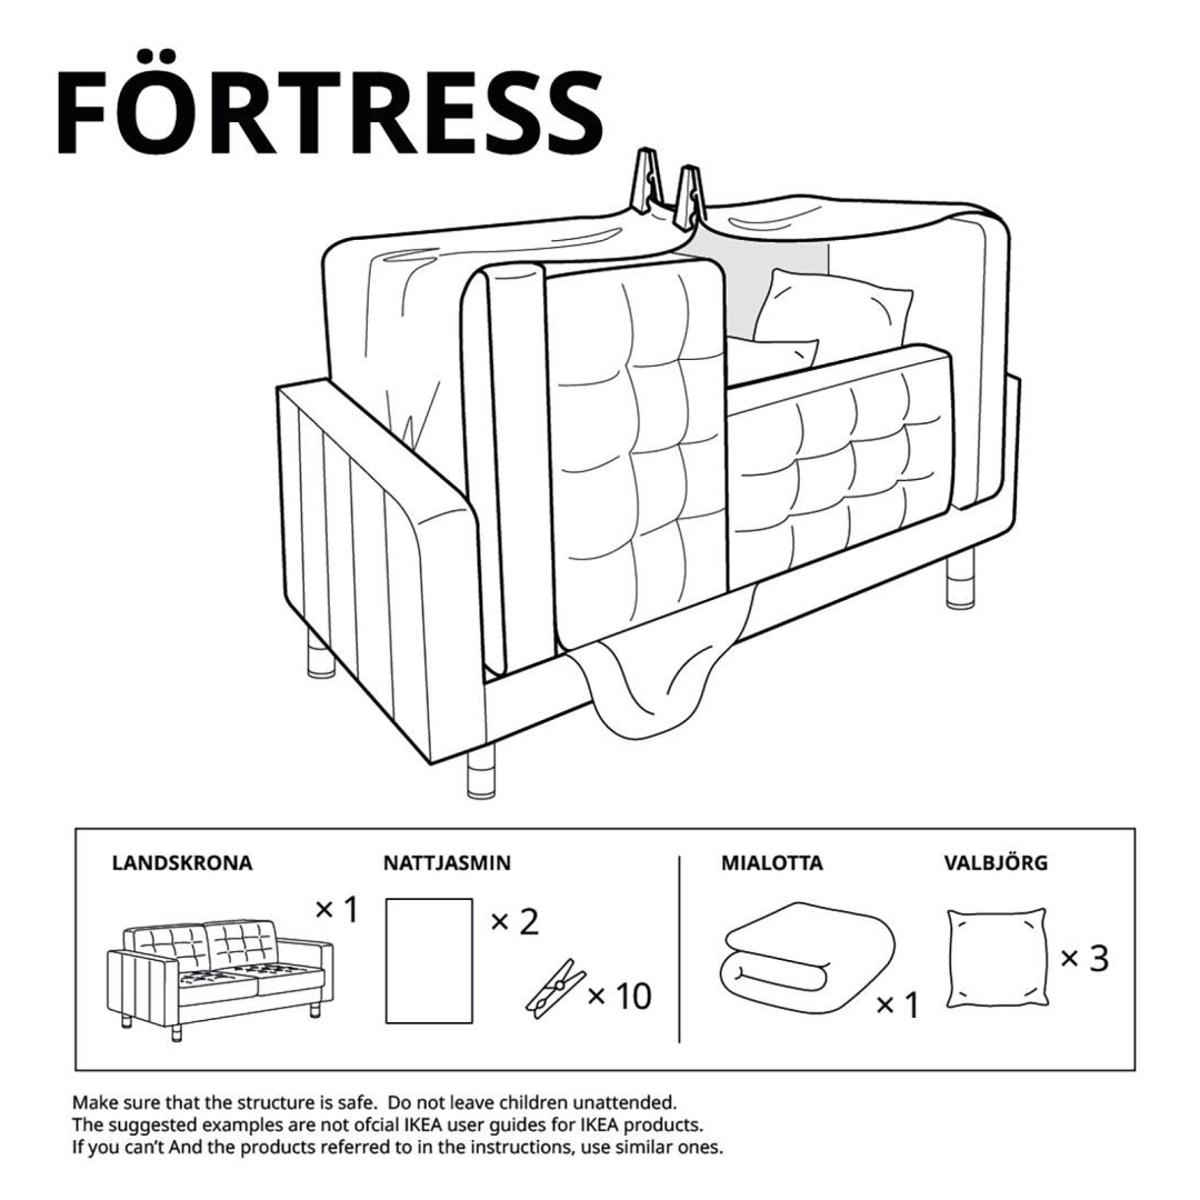 FÖRTRESS
LANDSKRONA
× 1
NATTJASMIN
× 2
× 10
MIALOTTA
× 1
VALBJÖRG
× 3
Make sure that the structure is safe.  Do not leave children unattended.
The suggested examples are not ofcial IKEA user guides for IKEA products.
If you can’t And the products referred to in the instructions, use similar ones.